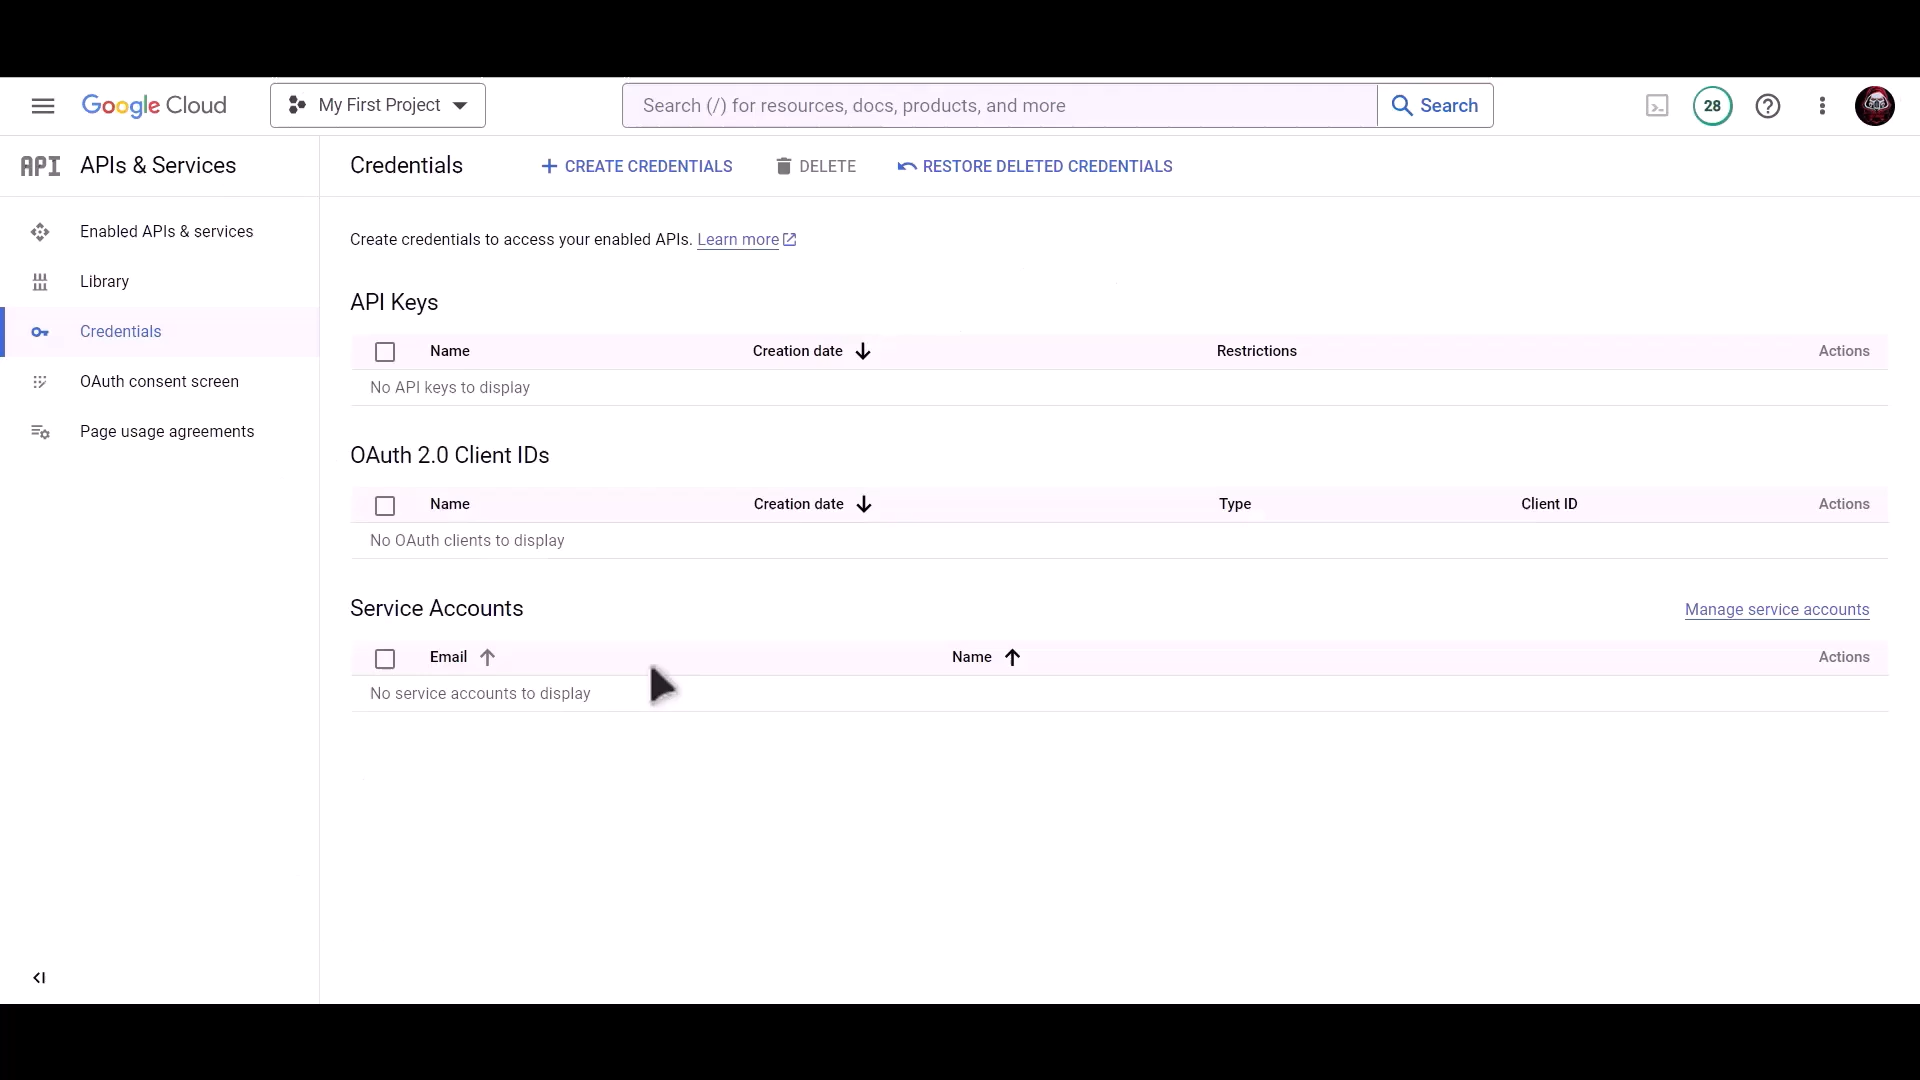 Google Cloud
My First Project
Search (/) for resources, docs, products, and more
Search
28
API
APIs & Services
Credentials
CREATE CREDENTIALS
DELETE
RESTORE DELETED CREDENTIALS
Enabled APIs & services
Library
Credentials
OAuth consent screen
Page usage agreements
Create credentials to access your enabled APIs. Learn more
API Keys
Name Creation date Restrictions Actions
No API keys to display
OAuth 2.0 Client IDs
Name Creation date Type Client ID Actions
No OAuth clients to display
Service Accounts
Manage service accounts
Email Name Actions
No service accounts to display